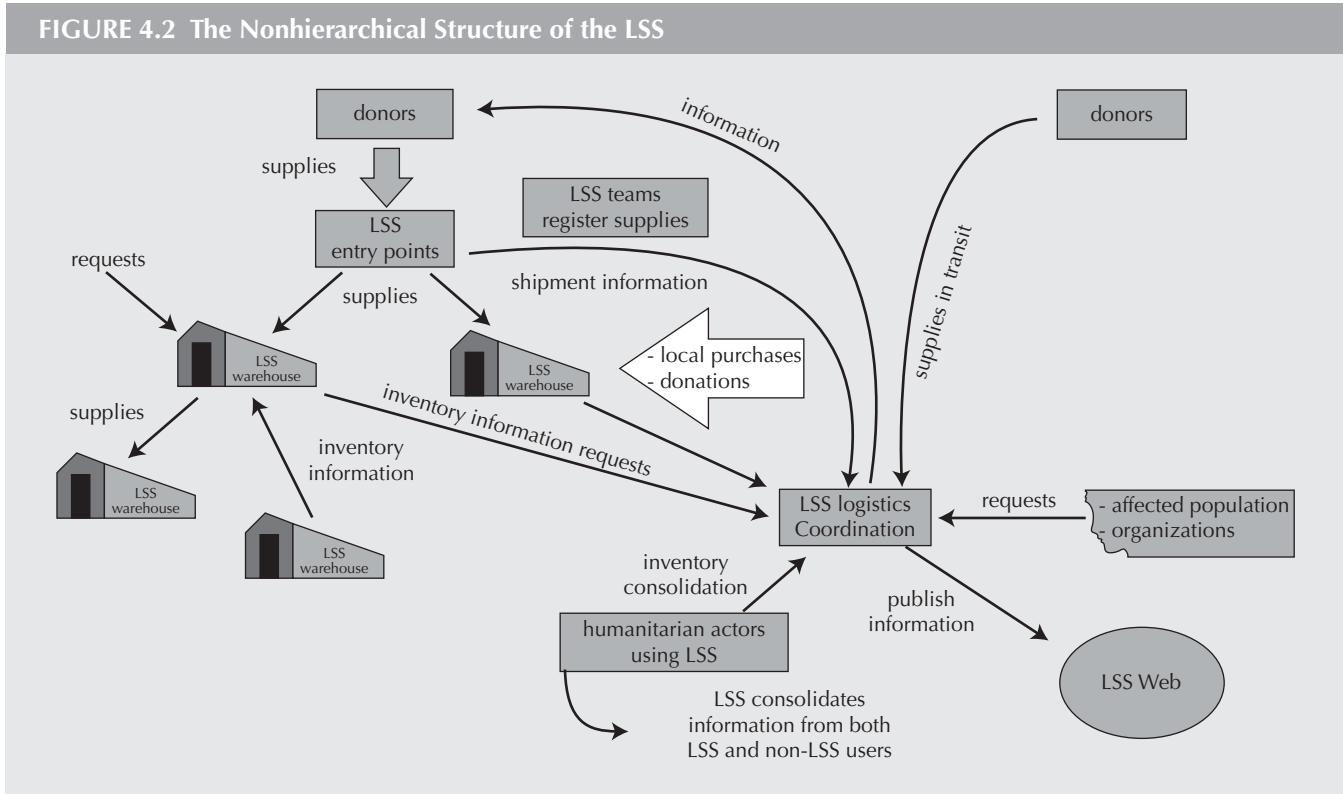 FIGURE 4.2 The Nonhierarchical Structure of the LSS
donors
information
donors
supplies
LSS
entry points
LSS teams
register supplies
requests
supplies
shipment information
supplies in transit
LSS
warehouse
LSS
warehouse
- local purchases
- donations
supplies
inventory
information
inventory information requests
LSS
warehouse
LSS
warehouse
LSS logistics
Coordination
requests
- affected population
- organizations
inventory
consolidation
publish
information
humanitarian actors
using LSS
LSS Web
LSS consolidates
information from both
LSS and non-LSS users